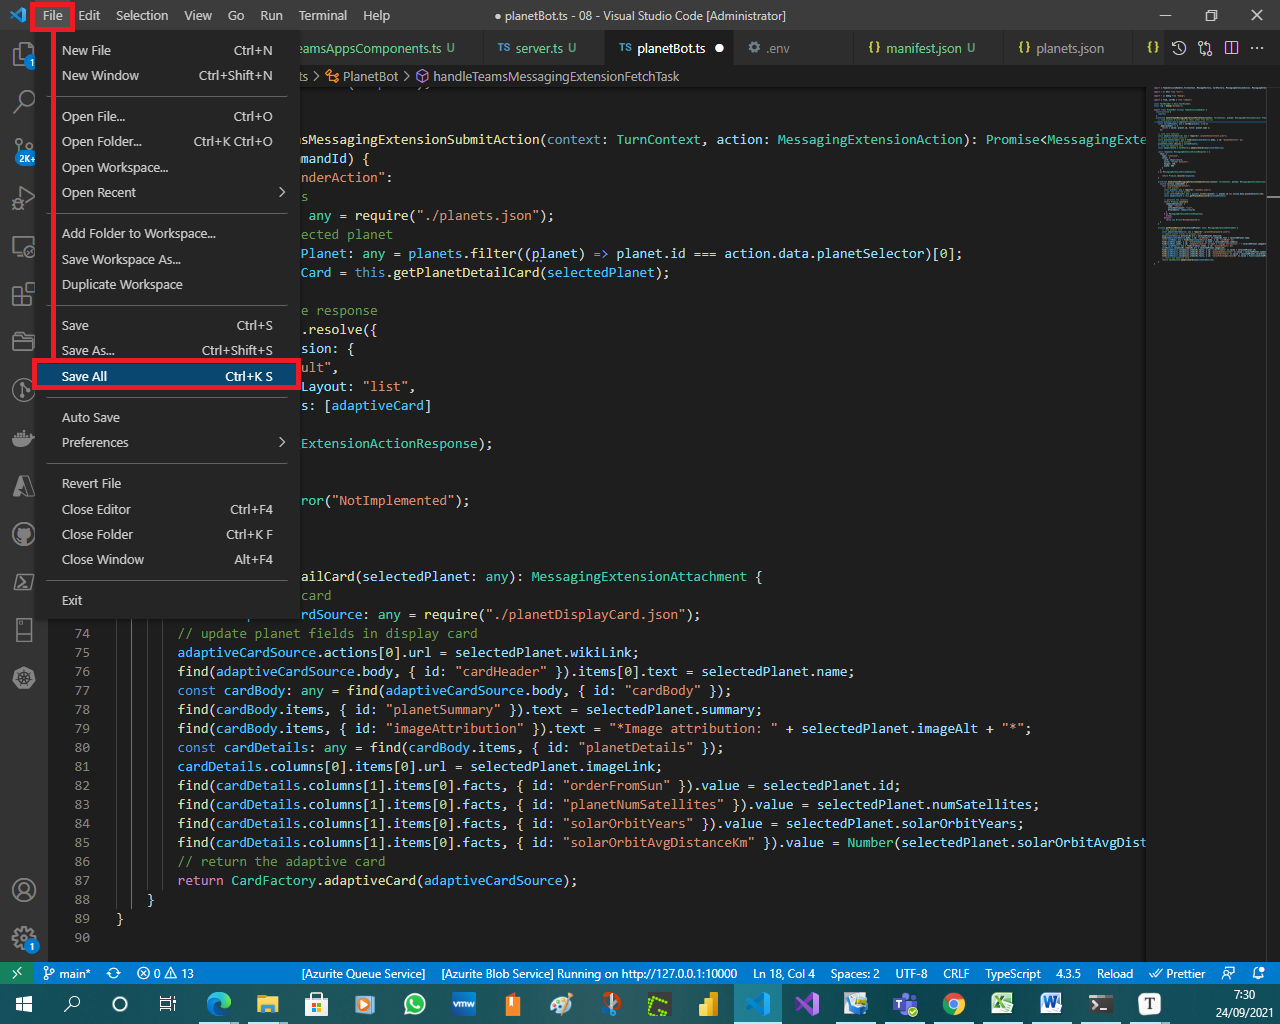 File Edit Selection View Go Run Terminal Help ● planetBot.ts - 08 - Visual Studio Code [Administrator]
eamsAppsComponents.ts U TS server.ts U TS planetBot.ts ● .env {} manifest.json U {} planets.json {} ...
ts > PlanetBot > handleTeamsMessagingExtensionFetchTask
New File Ctrl+N
New Window Ctrl+Shift+N
Open File... Ctrl+O
sMessagingExtensionSubmitAction(context: TurnContext, action: MessagingExtensionAction): Promise<MessagingExte
Open Folder... Ctrl+K Ctrl+O
mmandId) {
Open Workspace...
nderAction":
Open Recent >
s
any = require("./planets.json");
Add Folder to Workspace...
ected planet
Planet: any = planets.filter((planet) => planet.id === action.data.planetSelector)[0];
Save Workspace As...
Card = this.getPlanetDetailCard(selectedPlanet);
Duplicate Workspace
e response
Save Ctrl+S
.resolve({
Save As... Ctrl+Shift+S
sion: {
ult",
Save All Ctrl+K S
Layout: "list",
s: [adaptiveCard]
Auto Save
Preferences >
ExtensionActionResponse);
Revert File
ror("NotImplemented");
Close Editor Ctrl+F4
Close Folder Ctrl+K F
Close Window Alt+F4
ailCard(selectedPlanet: any): MessagingExtensionAttachment {
card
Exit
rdSource: any = require("./planetDisplayCard.json");
74 // update planet fields in display card
75 adaptiveCardSource.actions[0].url = selectedPlanet.wikiLink;
76 find(adaptiveCardSource.body, { id: "cardHeader" }).items[0].text = selectedPlanet.name;
77 const cardBody: any = find(adaptiveCardSource.body, { id: "cardBody" });
78 find(cardBody.items, { id: "planetSummary" }).text = selectedPlanet.summary;
79 find(cardBody.items, { id: "imageAttribution" }).text = "*Image attribution: " + selectedPlanet.imageAlt + "*";
80 const cardDetails: any = find(cardBody.items, { id: "planetDetails" });
81 cardDetails.columns[0].items[0].url = selectedPlanet.imageLink;
82 find(cardDetails.columns[1].items[0].facts, { id: "orderFromSun" }).value = selectedPlanet.id;
83 find(cardDetails.columns[1].items[0].facts, { id: "planetNumSatellites" }).value = selectedPlanet.numSatellites;
84 find(cardDetails.columns[1].items[0].facts, { id: "solarOrbitYears" }).value = selectedPlanet.solarOrbitYears;
85 find(cardDetails.columns[1].items[0].facts, { id: "solarOrbitAvgDistanceKm" }).value = Number(selectedPlanet.solarOrbitAvgDist
86 // return the adaptive card
87 return CardFactory.adaptiveCard(adaptiveCardSource);
88 }
89 }
90
1
2K+
1
main* 0 13 [Azurite Queue Service] [Azurite Blob Service] Running on http://127.0.0.1:10000 Ln 18, Col 4 Spaces: 2 UTF-8 CRLF TypeScript 4.3.5 Reload Prettier
vmw T
7:30
24/09/2021